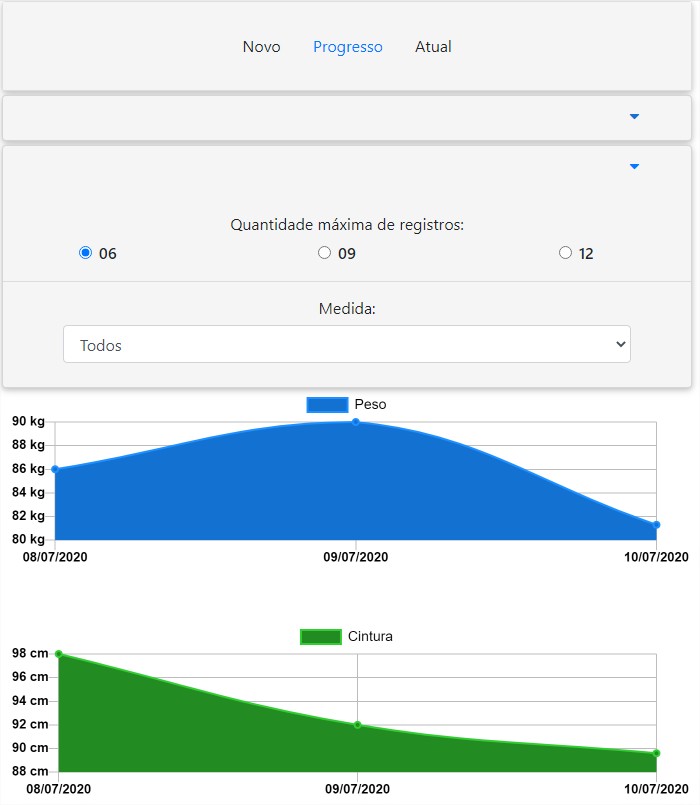 Novo Progresso Atual
Quantidade máxima de registros:
06 09 12
Medida:
Todos
Peso
90 kg
88 kg
86 kg
84 kg
82 kg
80 kg
08/07/2020 09/07/2020 10/07/2020
Cintura
98 cm
96 cm
94 cm
92 cm
90 cm
88 cm
08/07/2020 09/07/2020 10/07/2020